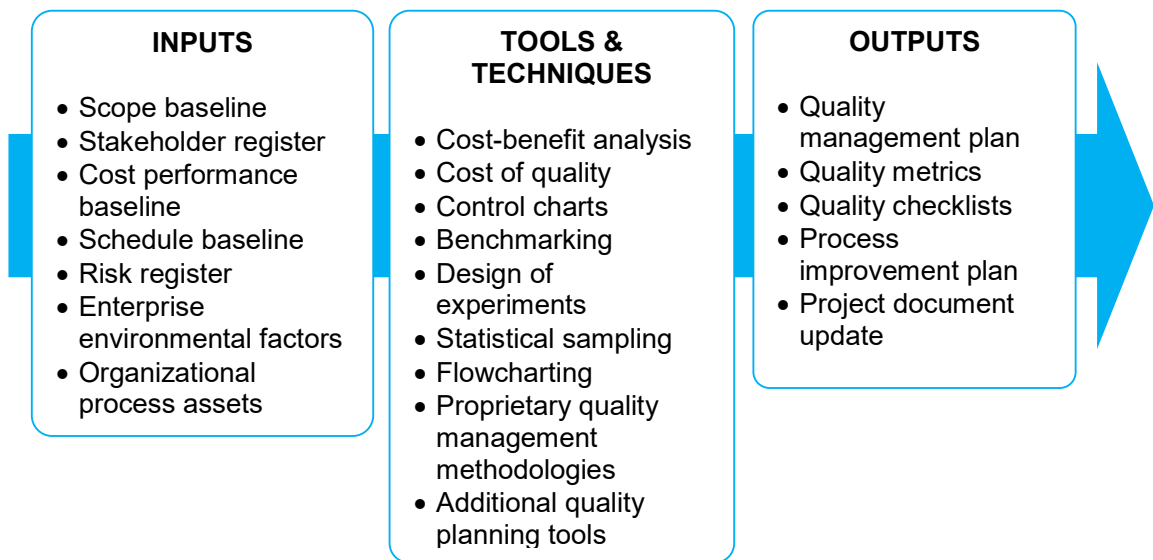 INPUTS
• Scope baseline
• Stakeholder register
• Cost performance
baseline
• Schedule baseline
• Risk register
• Enterprise
environmental factors
• Organizational
process assets
TOOLS &
TECHNIQUES
• Cost-benefit analysis
• Cost of quality
• Control charts
• Benchmarking
• Design of
experiments
• Statistical sampling
• Flowcharting
• Proprietary quality
management
methodologies
• Additional quality
planning tools
OUTPUTS
• Quality
management plan
• Quality metrics
• Quality checklists
• Process
improvement plan
• Project document
update